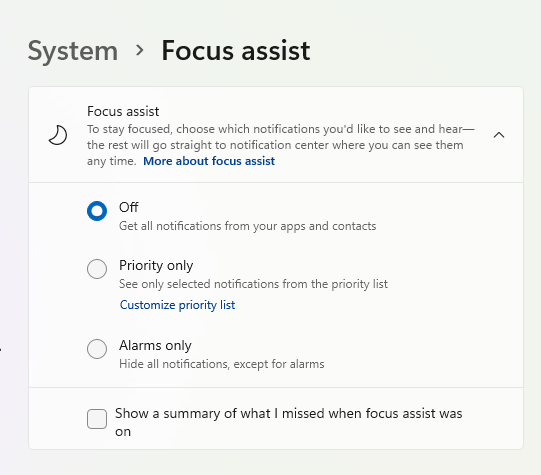 System > Focus assist
Focus assist
To stay focused, choose which notifications you'd like to see and hear—
the rest will go straight to notification center where you can see them
any time. More about focus assist
Off
Get all notifications from your apps and contacts
Priority only
See only selected notifications from the priority list
Customize priority list
Alarms only
Hide all notifications, except for alarms
Show a summary of what I missed when focus assist was
on